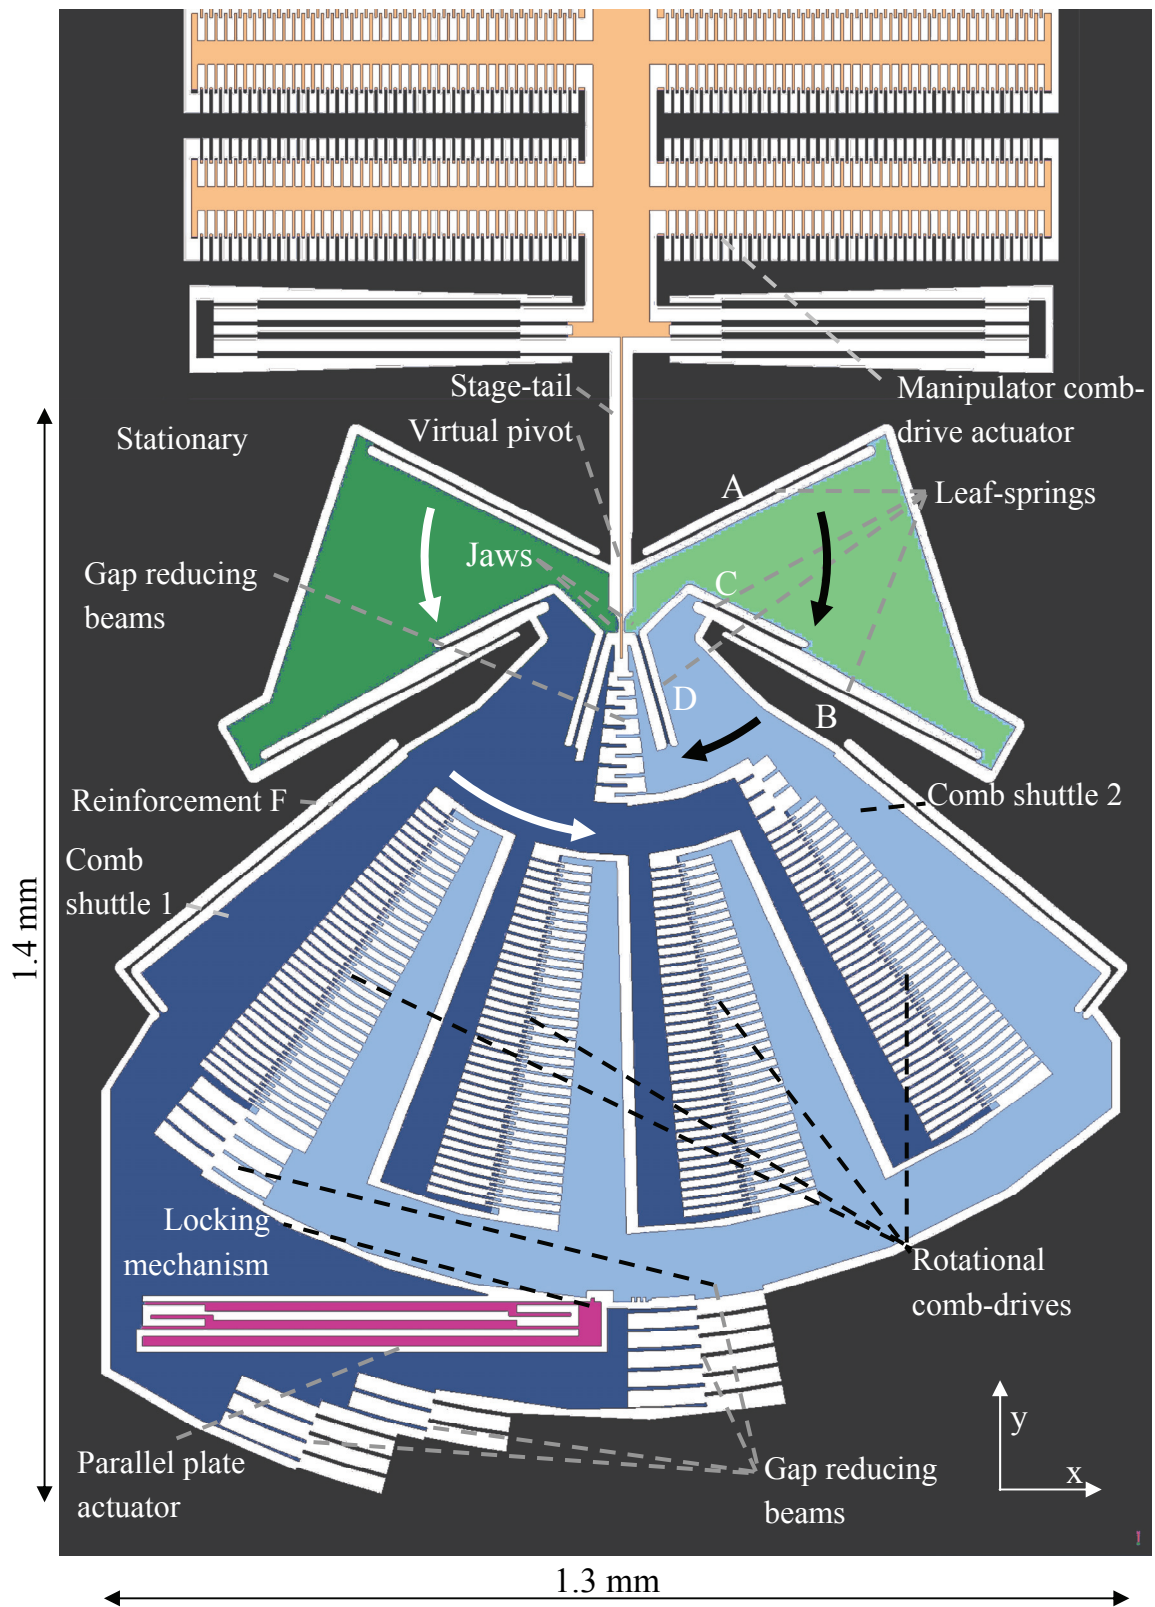 Stage-tail
Virtual pivot
Manipulator comb-
drive actuator
Stationary
A
Leaf-springs
Jaws
Gap reducing
beams
C
D
B
Reinforcement F
Comb shuttle 2
Comb
shuttle 1
1.4 mm
Locking
mechanism
Rotational
comb-drives
Parallel plate
actuator
Gap reducing
beams
y
x
1.3 mm